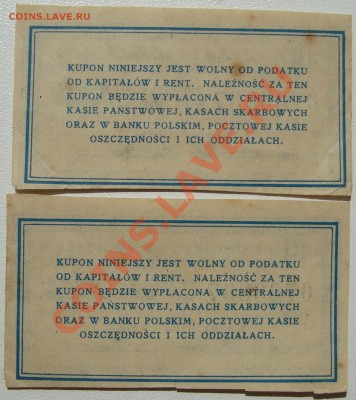 COINS.LAVE.RU
KUPON NINIEJSZY JEST WOLNY OD PODATKU
OD KAPITAŁÓW I RENT. NALEŻNOŚĆ ZA TEN
KUPON BĘDZIE WYPŁACONA W CENTRALNEJ
KASIE PAŃSTWOWEJ, KASACH SKARBOWYCH
ORAZ W BANKU POLSKIM, POCZTOWEJ KASIE
OSZCZĘDNOŚCI I ICH ODDZIAŁACH.
KUPON NINIEJSZY JEST WOLNY OD PODATKU
OD KAPITAŁÓW I RENT. NALEŻNOŚĆ ZA TEN
KUPON BĘDZIE WYPŁACONA W CENTRALNEJ
KASIE PAŃSTWOWEJ, KASACH SKARBOWYCH
ORAZ W BANKU POLSKIM, POCZTOWEJ KASIE
OSZCZĘDNOŚCI I ICH ODDZIAŁACH.
COINS.LAVE.RU